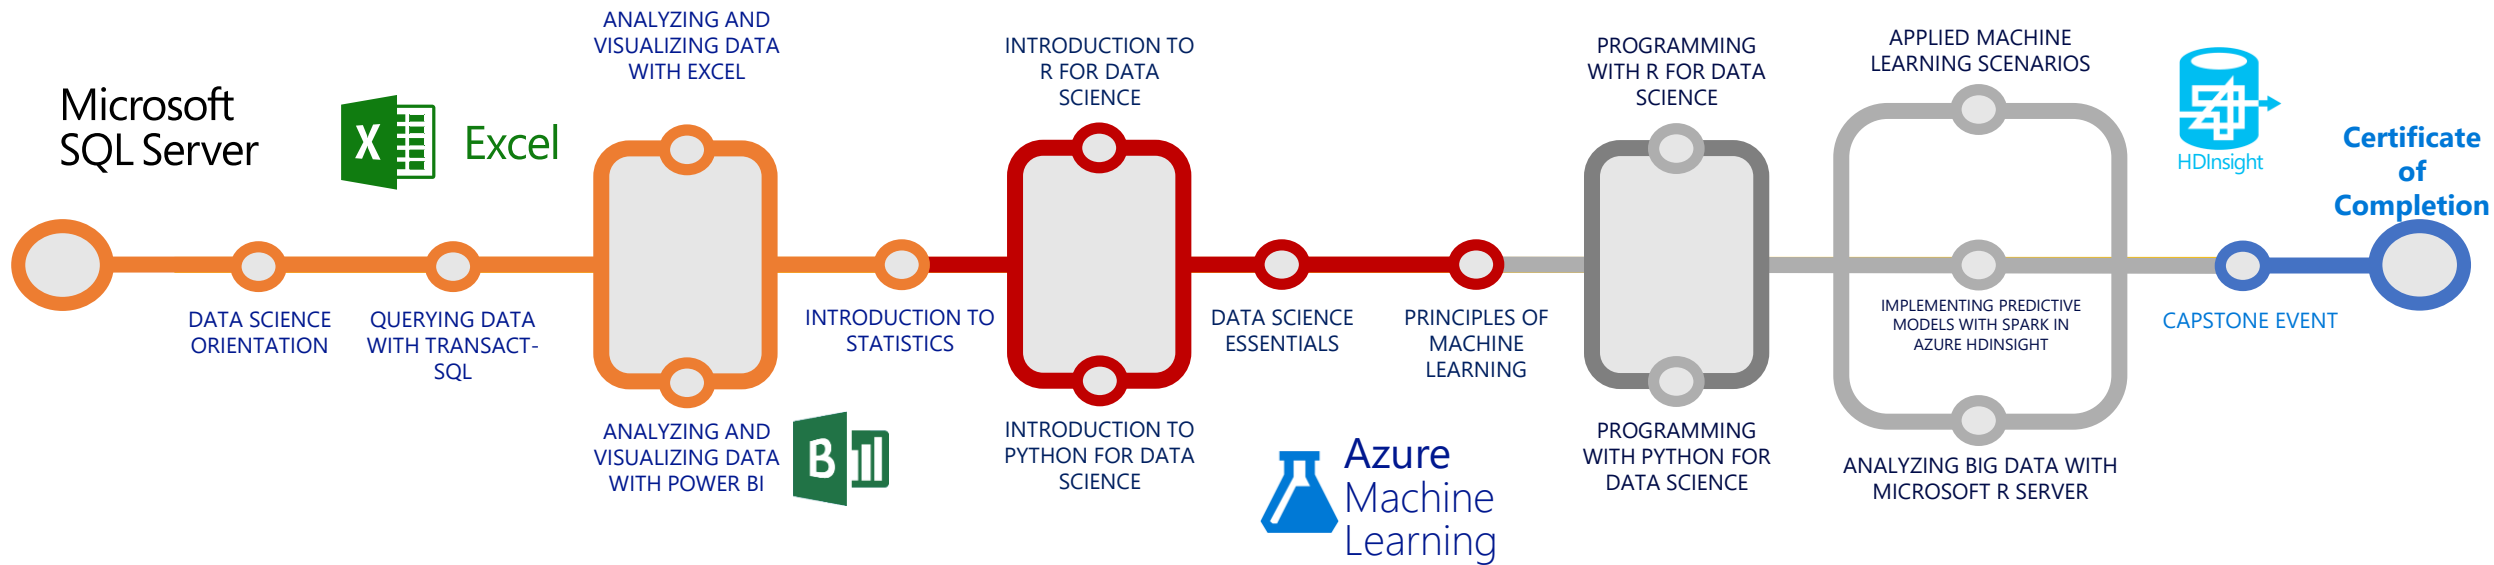 Microsoft
SQL Server
Excel
ANALYZING AND
VISUALIZING DATA
WITH EXCEL
INTRODUCTION TO
R FOR DATA
SCIENCE
PROGRAMMING
WITH R FOR DATA
SCIENCE
APPLIED MACHINE
LEARNING SCENARIOS
HDInsight
Certificate
of
Completion
DATA SCIENCE
ORIENTATION
QUERYING DATA
WITH TRANSACT-
SQL
INTRODUCTION TO
STATISTICS
DATA SCIENCE
ESSENTIALS
PRINCIPLES OF
MACHINE
LEARNING
IMPLEMENTING PREDICTIVE
MODELS WITH SPARK IN
AZURE HDINSIGHT
CAPSTONE EVENT
ANALYZING AND
VISUALIZING DATA
WITH POWER BI
INTRODUCTION TO
PYTHON FOR DATA
SCIENCE
Azure
Machine
Learning
PROGRAMMING
WITH PYTHON FOR
DATA SCIENCE
ANALYZING BIG DATA WITH
MICROSOFT R SERVER